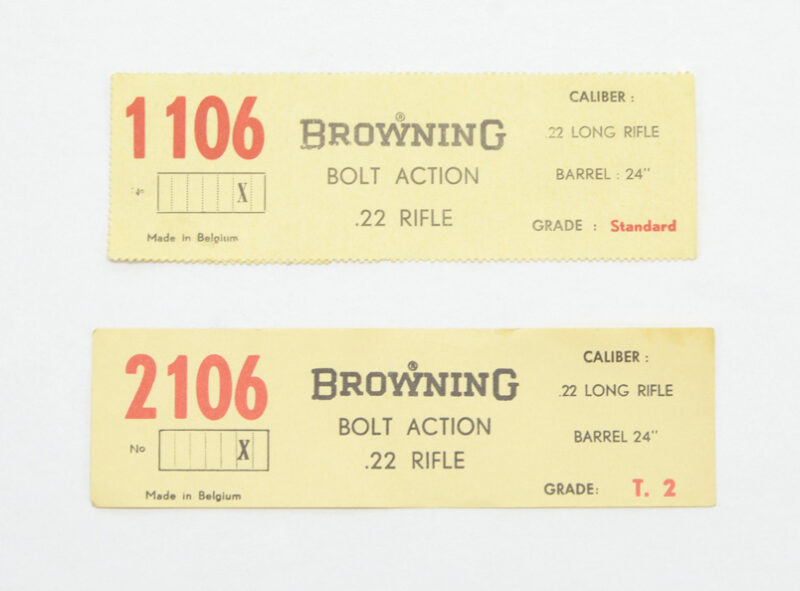 1106
BROWNING®
BOLT ACTION
.22 RIFLE
X
Made in Belgium
CALIBER :
.22 LONG RIFLE
BARREL : 24"
GRADE : Standard
2106
BROWNING®
BOLT ACTION
.22 RIFLE
No X
Made in Belgium
CALIBER :
.22 LONG RIFLE
BARREL 24"
GRADE: T. 2